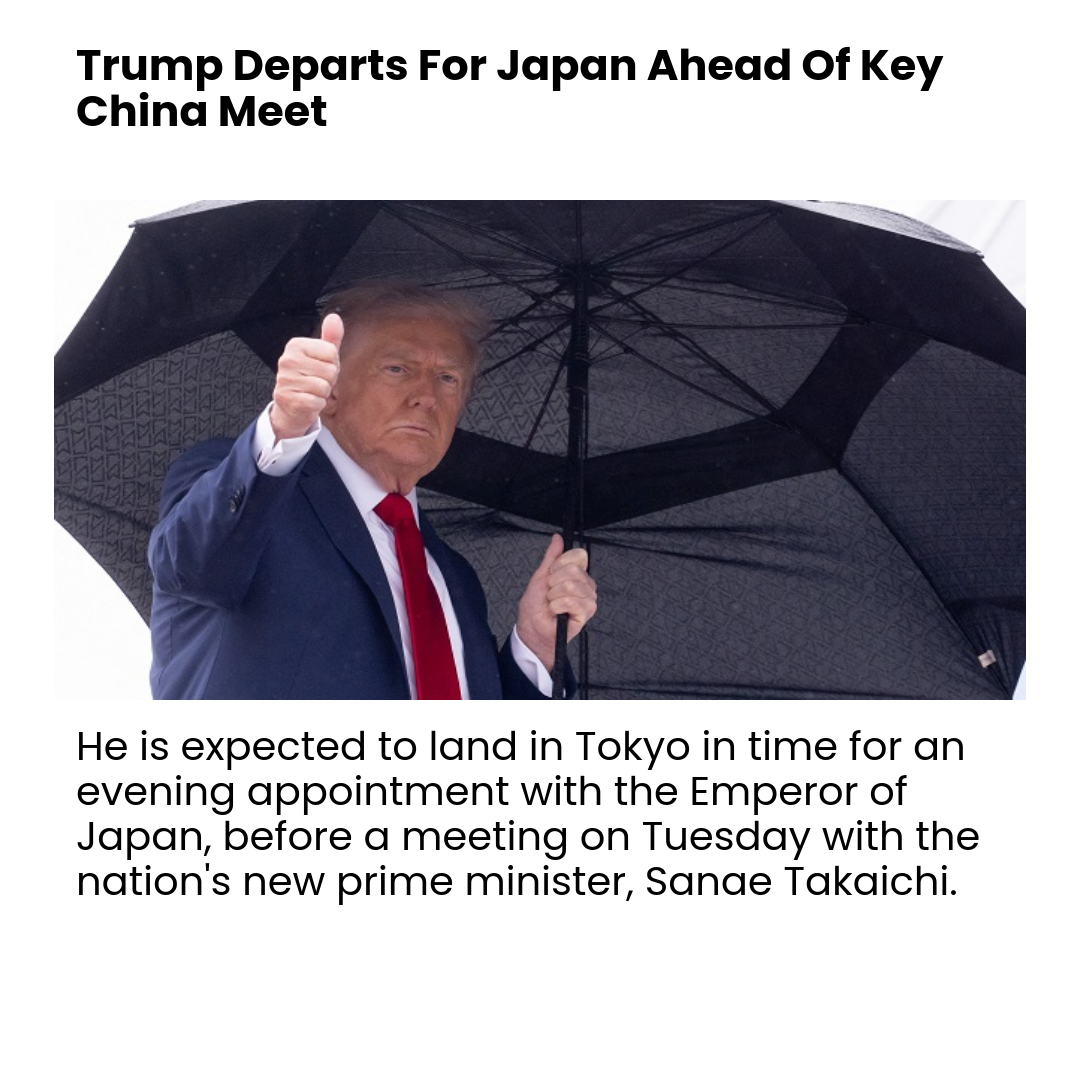 Trump Departs For Japan Ahead Of Key
China Meet
He is expected to land in Tokyo in time for an
evening appointment with the Emperor of
Japan, before a meeting on Tuesday with the
nation's new prime minister, Sanae Takaichi.